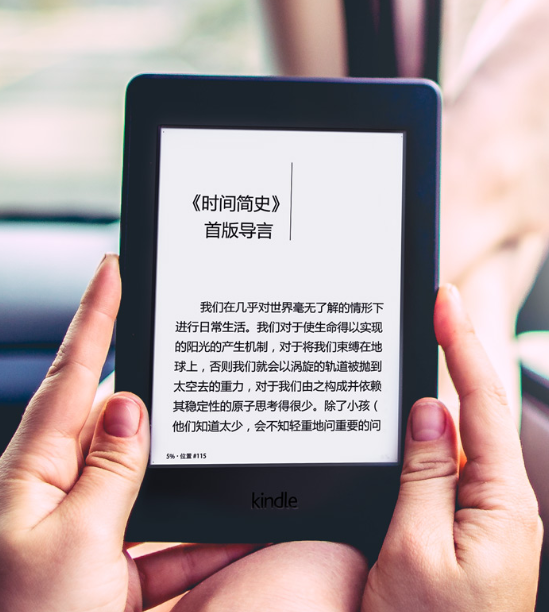 《时间简史》
首版导言
我们在几乎对世界毫无了解的情形下
进行日常生活。我们对于使生命得以实现
的阳光的产生机制，对于将我们束缚在地
球上，否则我们就会以涡旋的轨道被抛到
太空去的重力，对于我们由之构成并依赖
其稳定性的原子思考得很少。除了小孩（
他们知道太少，会不知轻重地问重要的问
5%・位置 #115
kindle